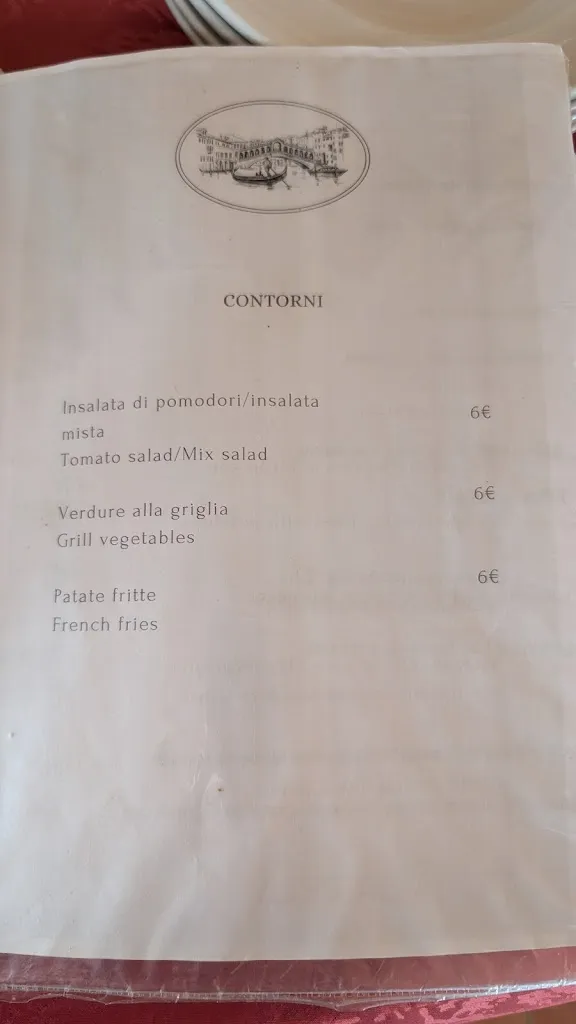 CONTORNI
Insalata di pomodori/insalata 6€
mista
Tomato salad/Mix salad
6€
Verdure alla griglia
Grill vegetables
6€
Patate fritte
French fries